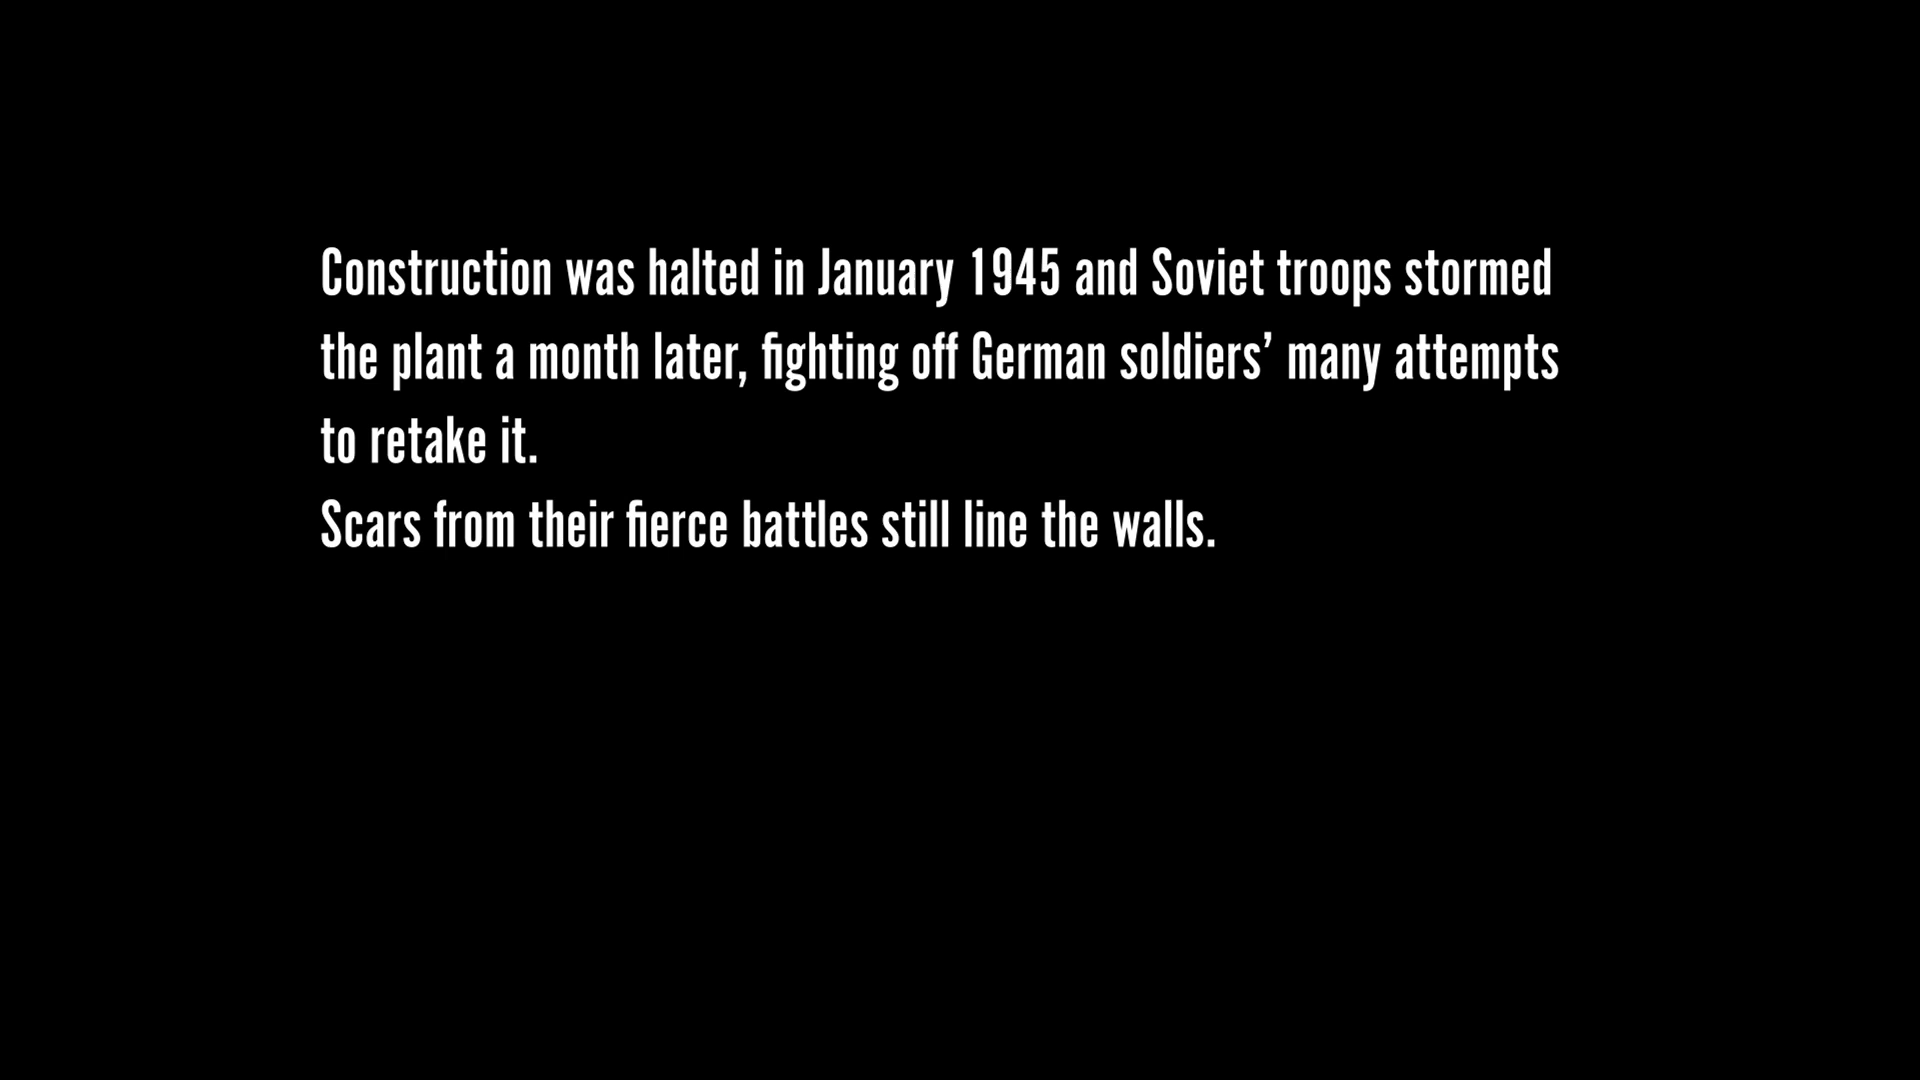 Construction was halted in January 1945 and Soviet troops stormed
the plant a month later, fighting off German soldiers’ many attempts
to retake it.
Scars from their fierce battles still line the walls.